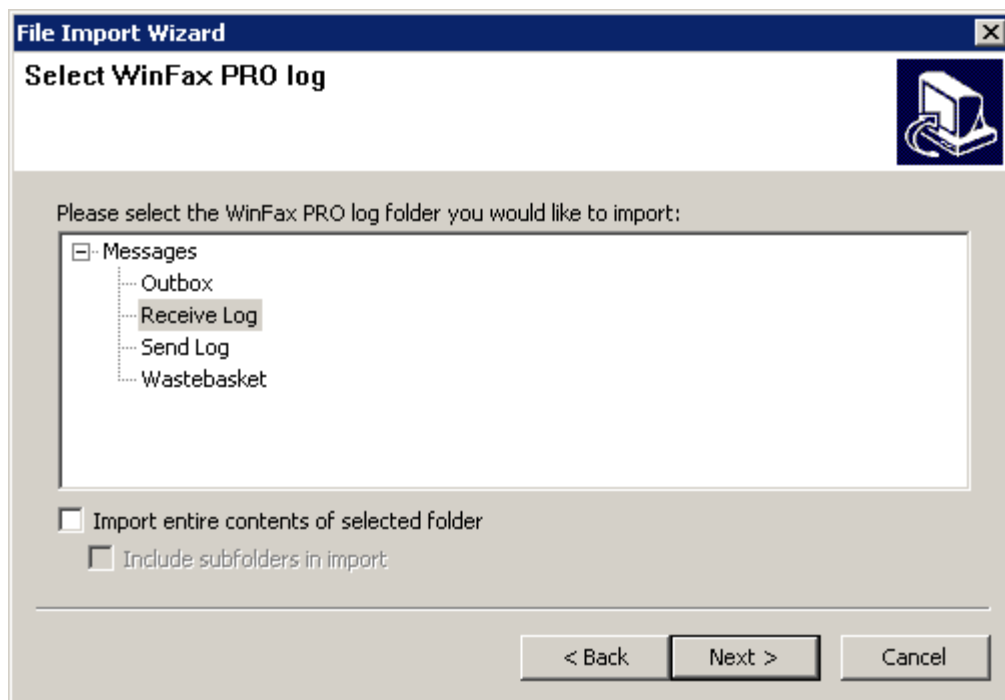 File Import Wizard
Select WinFax PRO log
Please select the WinFax PRO log folder you would like to import:
Messages
Outbox
Receive Log
Send Log
Wastebasket
Import entire contents of selected folder
Include subfolders in import
< Back Next > Cancel